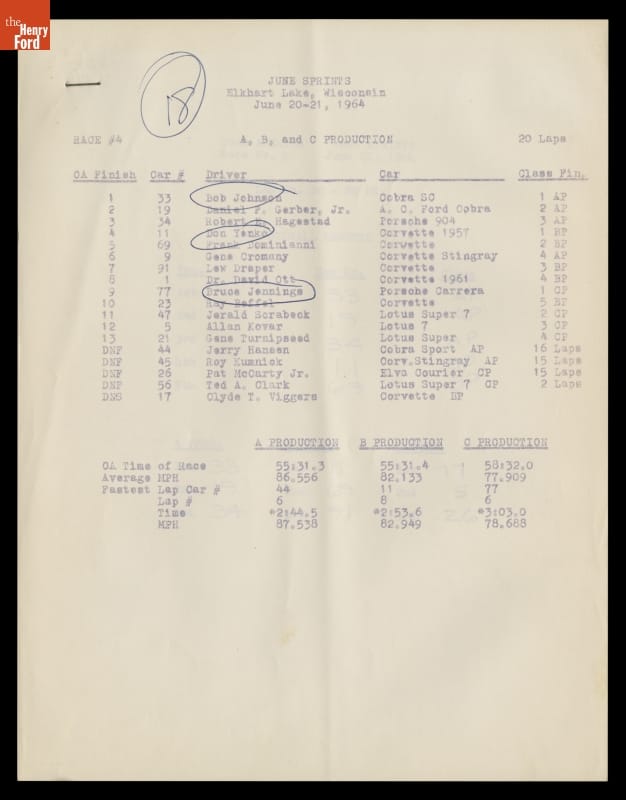 the
Henry
Ford
18
JUNE SPRINTS
Elkhart Lake, Wisconsin
June 20-21, 1964
RACE #4 A, B, and C PRODUCTION 20 Laps
OA Finish Car # Driver Car Class Fin.
1 33 Bob Johnson Cobra SC 1 AP
2 19 Daniel F. Gerber, Jr. A. C. Ford Cobra 2 AP
3 34 Robert Hagestad Porsche 904 3 AP
4 11 Don Yenko Corvette 1957 1 BP
5 69 Frank Dominianni Corvette 2 BP
6 9 Gene Cromany Corvette Stingray 4 AP
7 91 Lew Draper Corvette 3 BP
8 1 Dr. David Ott Corvette 1961 4 BP
9 77 Bruce Jennings Porsche Carrera 1 CP
10 23 Ray Heffel Corvette 5 BP
11 47 Jerald Scrabeck Lotus Super 7 2 CP
12 5 Allan Kovar Lotus 7 3 CP
13 21 Gene Turnipseed Lotus Super 4 CP
DNF 44 Jerry Hansen Cobra Sport AP 16 Laps
DNF 45 Roy Kumnick Corv.Stingray AP 15 Laps
DNF 26 Pat McCarty Jr. Elva Courier CP 15 Laps
DNF 56 Ted A. Clark Lotus Super 7 CP 2 Laps
DNS 17 Clyde T. Viggers Corvette BP
A PRODUCTION B PRODUCTION C PRODUCTION
OA Time of Race 55:31.3 55:31.4 58:32.0
Average MPH 86.556 82.133 77.909
Fastest Lap Car # 44 11 77
Lap # 6 8 6
Time *2:44.5 *2:53.6 *3:03.0
MPH 87.538 82.949 78.688